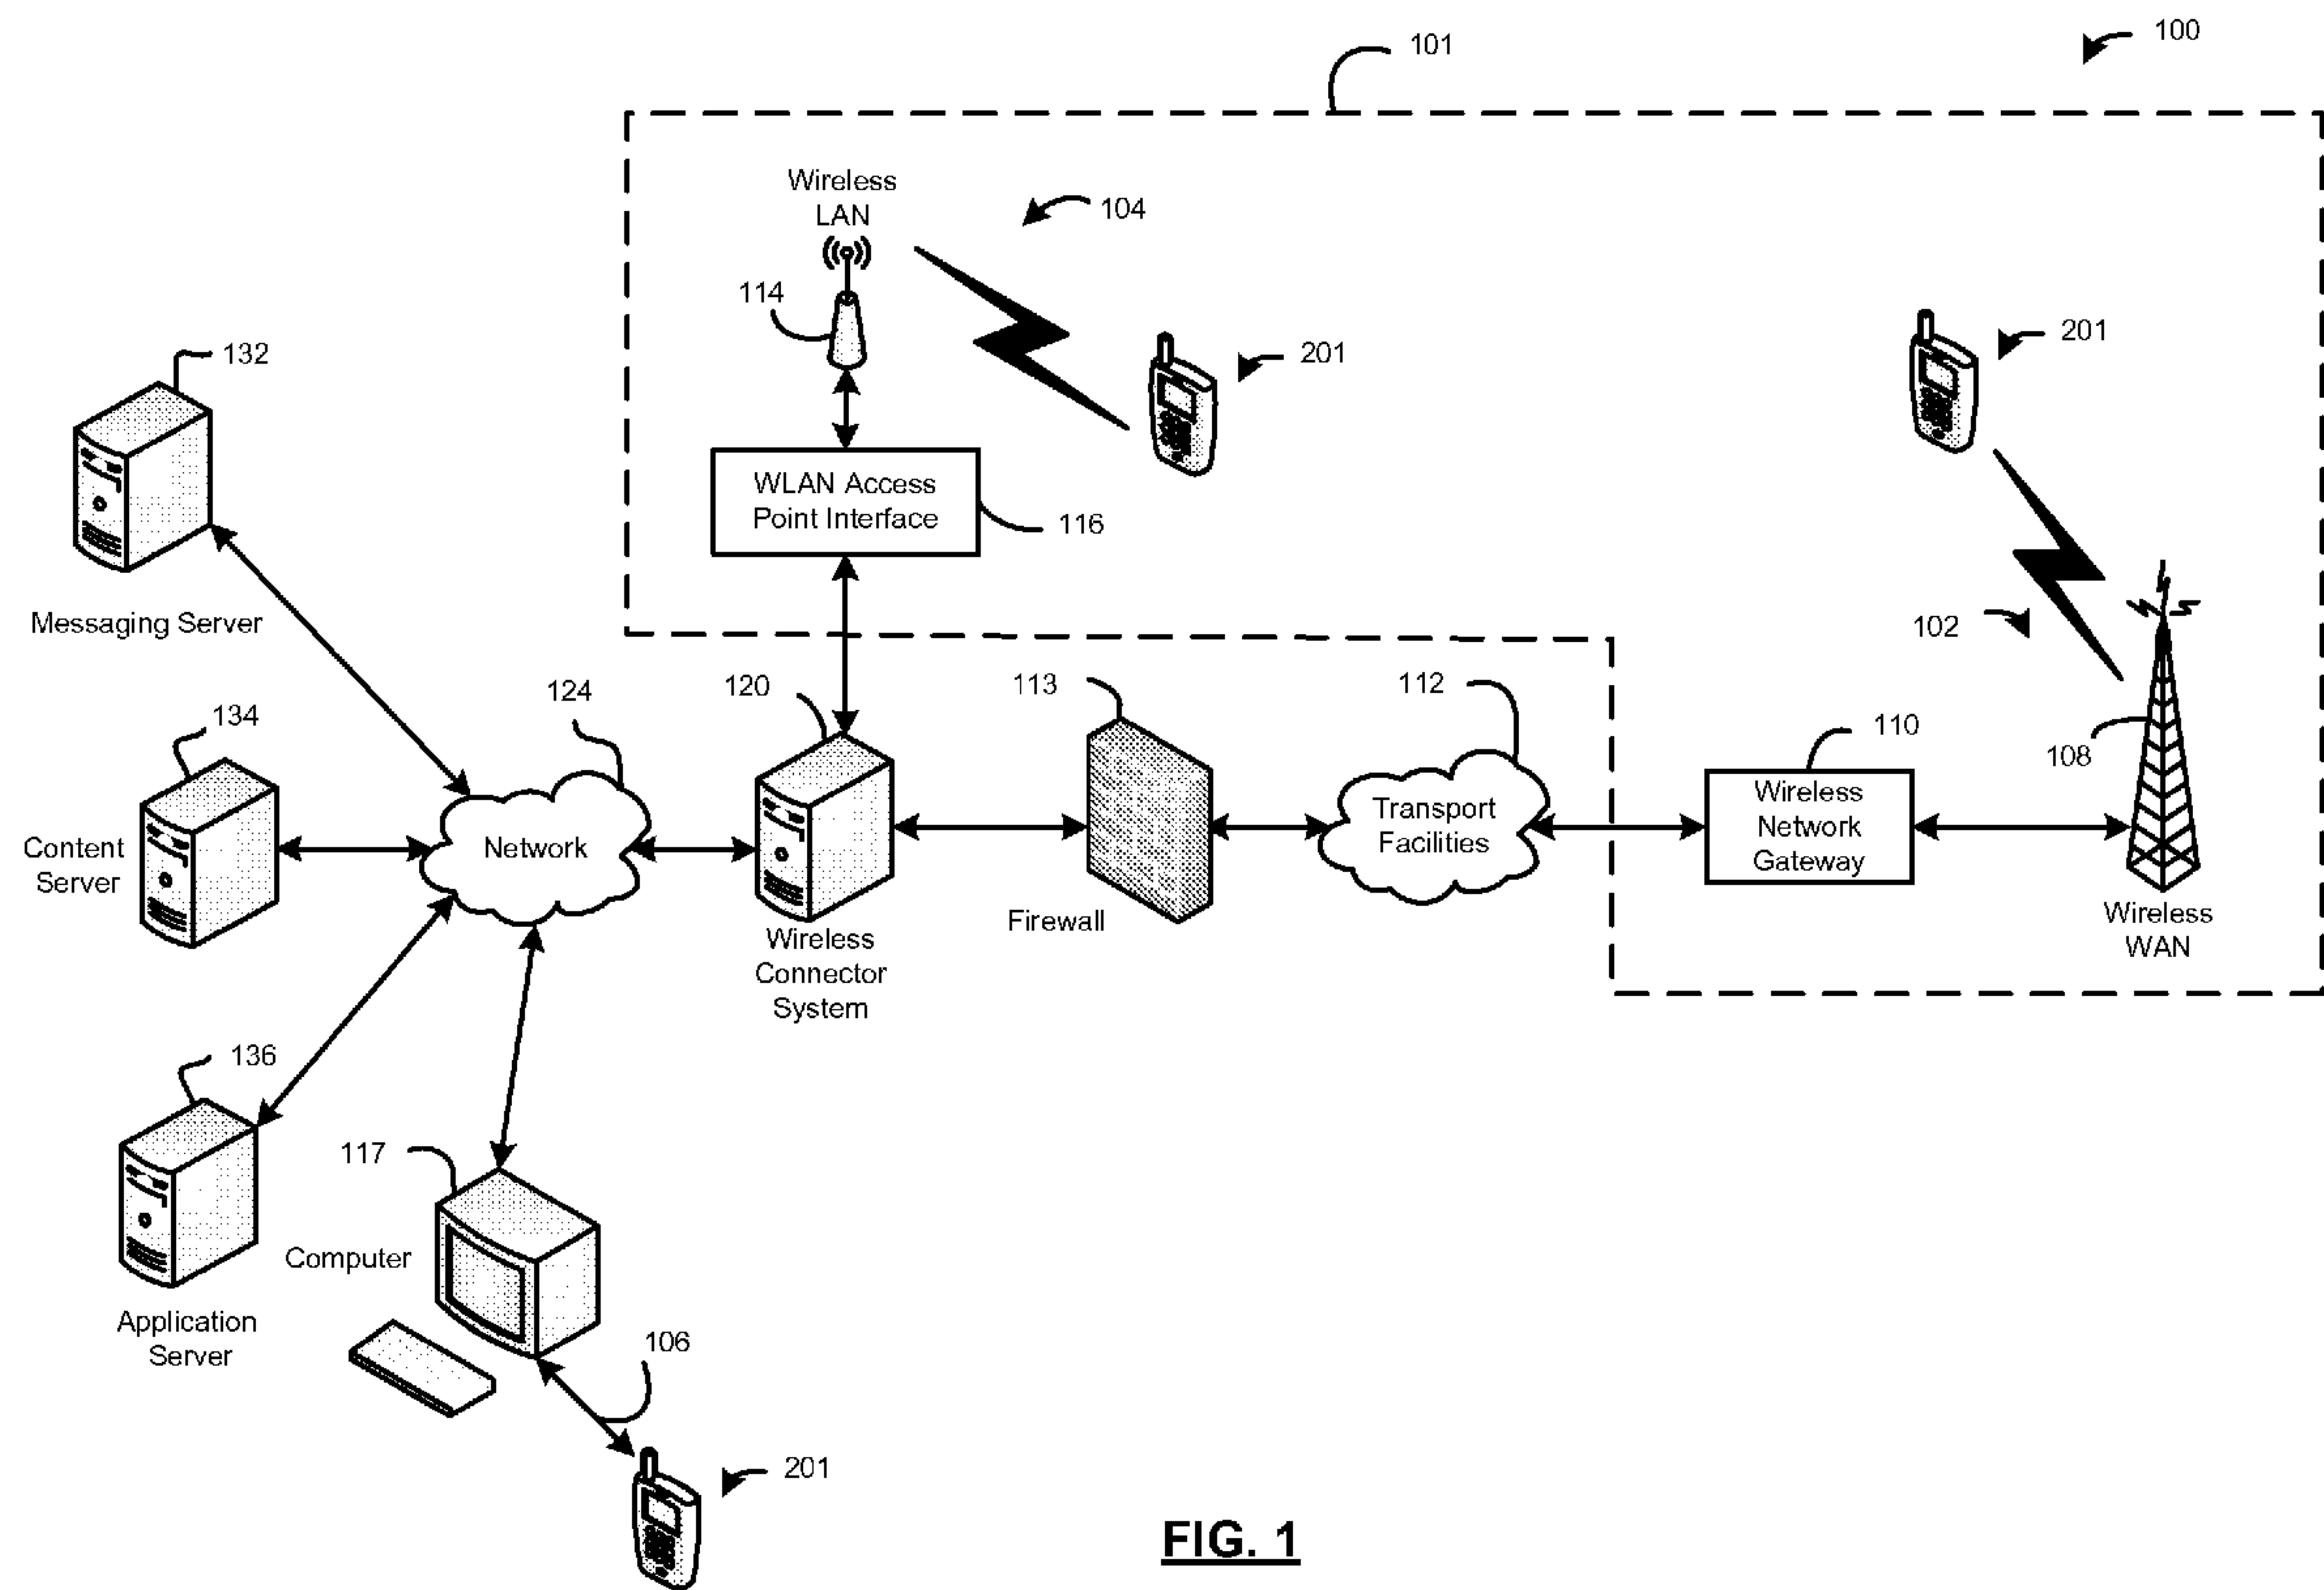 101
100
Wireless
LAN
104
114
201
201
132
WLAN Access
Point Interface
116
Messaging Server
102
124
120
113
112
134
110
108
Content
Server
Network
Transport
Facilities
Wireless
Network
Gateway
Firewall
Wireless
WAN
Wireless
Connector
System
136
117
Computer
Application
Server
106
201
FIG. 1